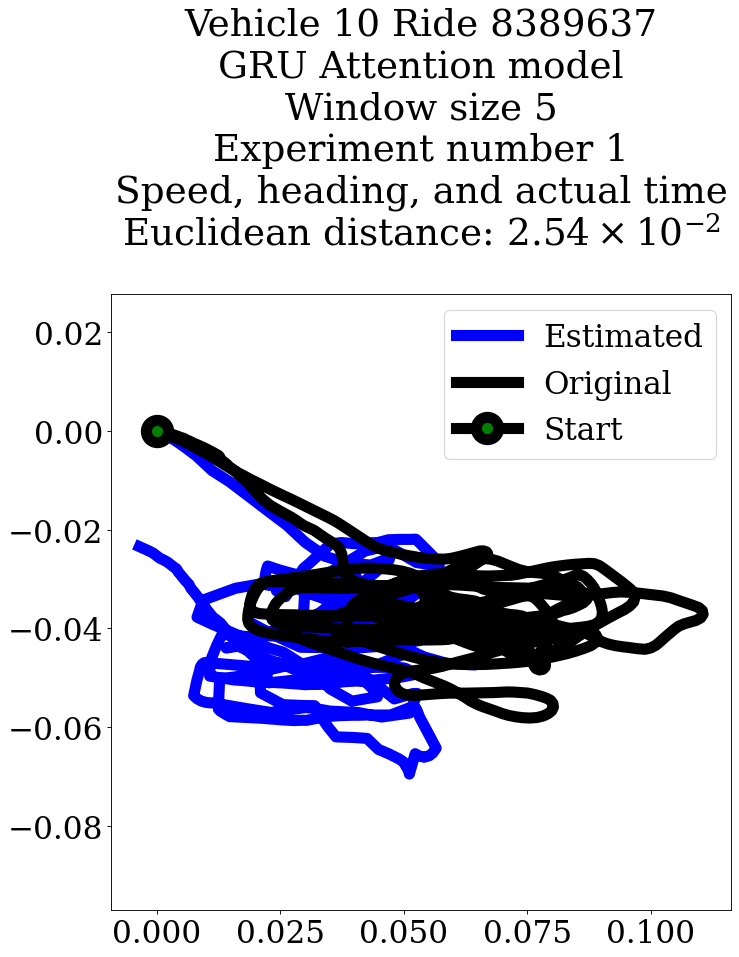 Vehicle 10 Ride 8389637
GRU Attention model
Window size 5
Experiment number 1
Speed, heading, and actual time
Euclidean distance: 2.54 × 10⁻²
Estimated
Original
Start
0.02
0.00
−0.02
−0.04
−0.06
−0.08
0.000 0.025 0.050 0.075 0.100